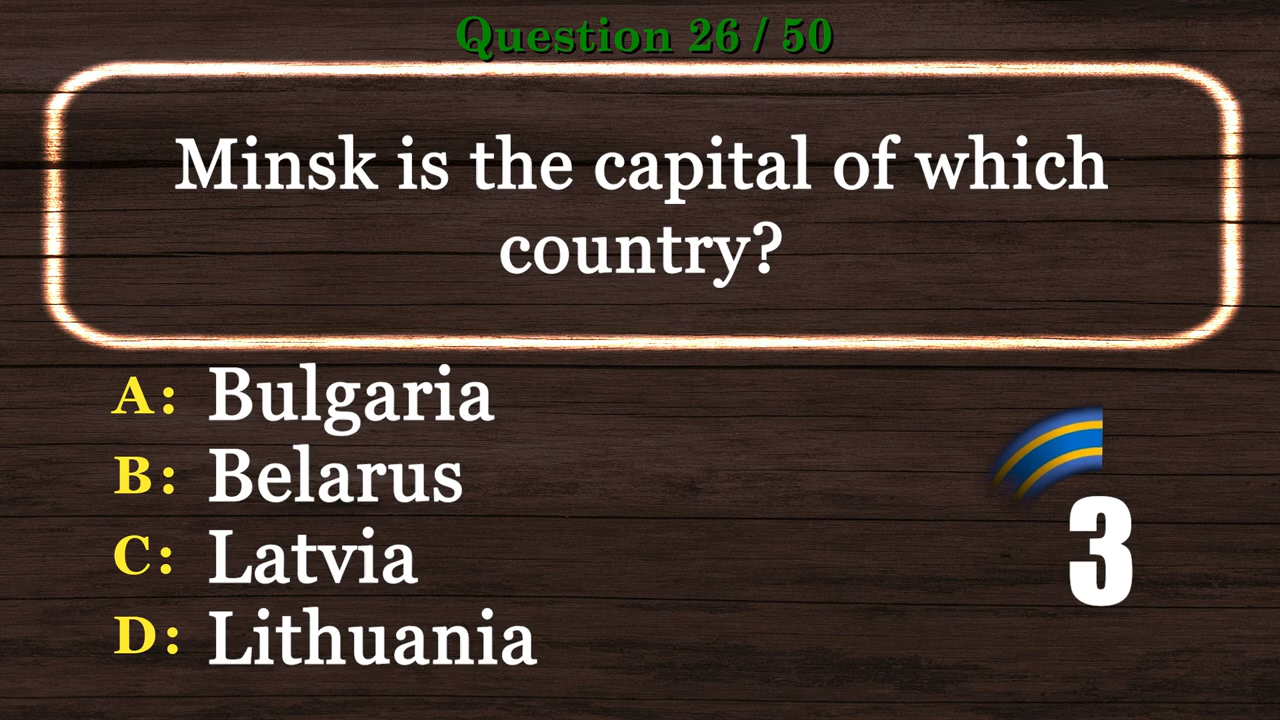 Question 26 / 50
Minsk is the capital of which
country?
A: Bulgaria
B: Belarus
C: Latvia
D: Lithuania
3